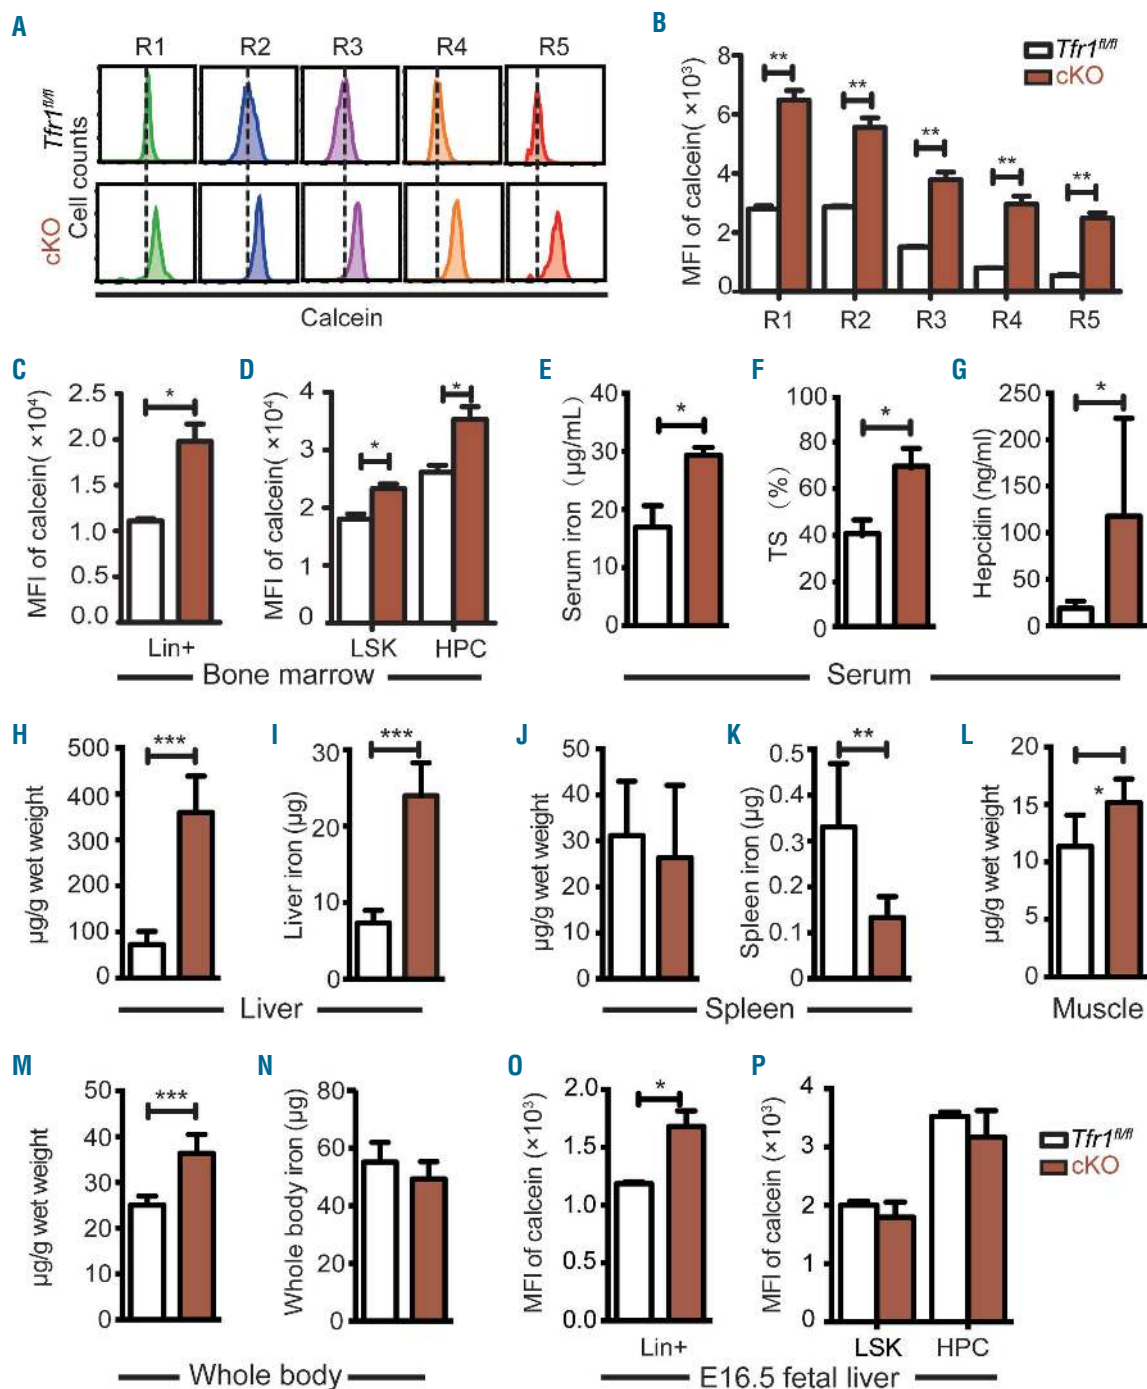 A
R1 R2 R3 R4 R5
Tfr1fl/fl
cKO
Cell counts
Calcein
B
MFI of calcein( ×10³)
8
6
4
2
0
** ** ** ** **
R1 R2 R3 R4 R5
Tfr1fl/fl
cKO
C
MFI of calcein( ×10⁴)
2.5
2.0
1.5
1.0
0.5
0.0
*
Lin+
D
MFI of calcein( ×10⁴)
4
3
2
1
0
* *
LSK HPC
Bone marrow
E
Serum iron (μg/mL)
40
30
20
10
0
*
F
TS (%)
100
80
60
40
20
0
*
G
Hepcidin (ng/ml)
250
200
150
100
50
0
*
Serum
H
μg/g wet weight
500
400
300
200
100
0
***
I
Liver iron (μg)
30
20
10
0
***
Liver
J
μg/g wet weight
50
40
30
20
10
0
K
Spleen iron (μg)
0.5
0.4
0.3
0.2
0.1
0
**
Spleen
L
μg/g wet weight
20
15
10
5
0
*
Muscle
M
μg/g wet weight
50
40
30
20
10
0
***
N
Whole body iron (μg)
80
60
40
20
0
Whole body
O
MFI of calcein (×10³)
2.0
1.5
1.0
0.5
0.0
*
Lin+
P
MFI of calcein (×10³)
4
3
2
1
0
LSK HPC
E16.5 fetal liver
Tfr1fl/fl
cKO